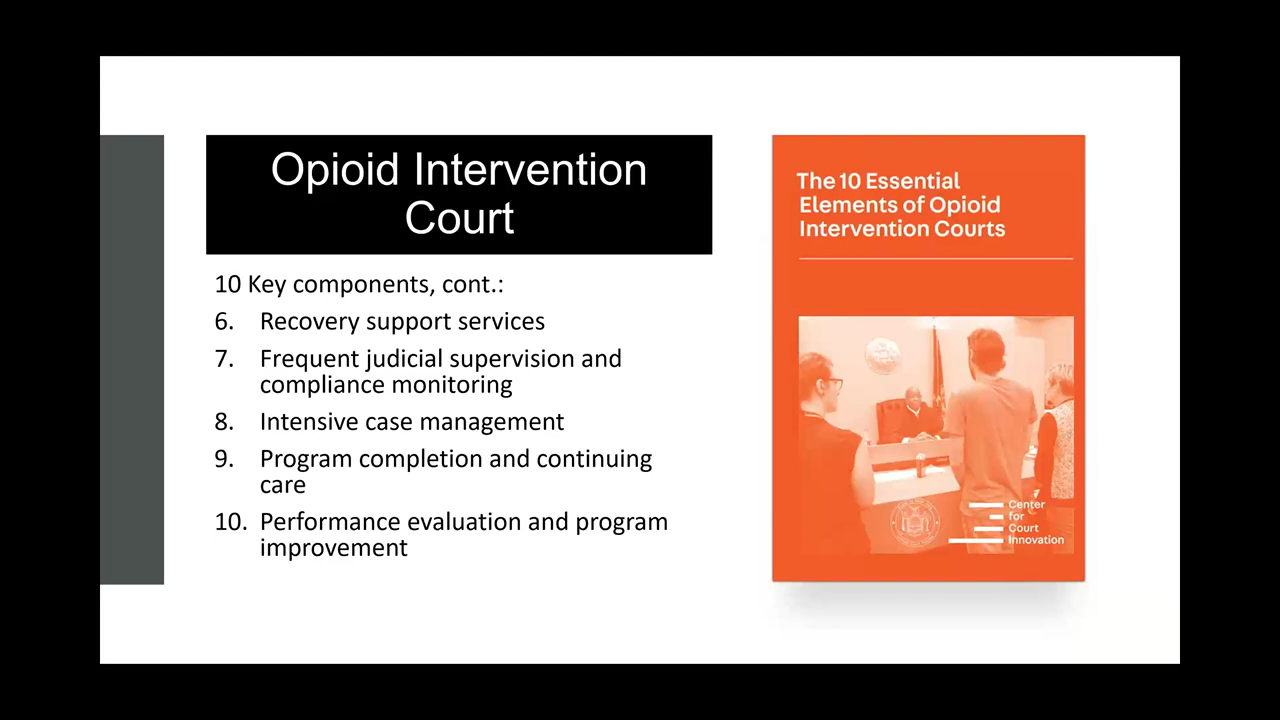 Opioid Intervention
Court
10 Key components, cont.:
6. Recovery support services
7. Frequent judicial supervision and
compliance monitoring
8. Intensive case management
9. Program completion and continuing
care
10. Performance evaluation and program
improvement
The 10 Essential
Elements of Opioid
Intervention Courts
Center
for
Court
Innovation